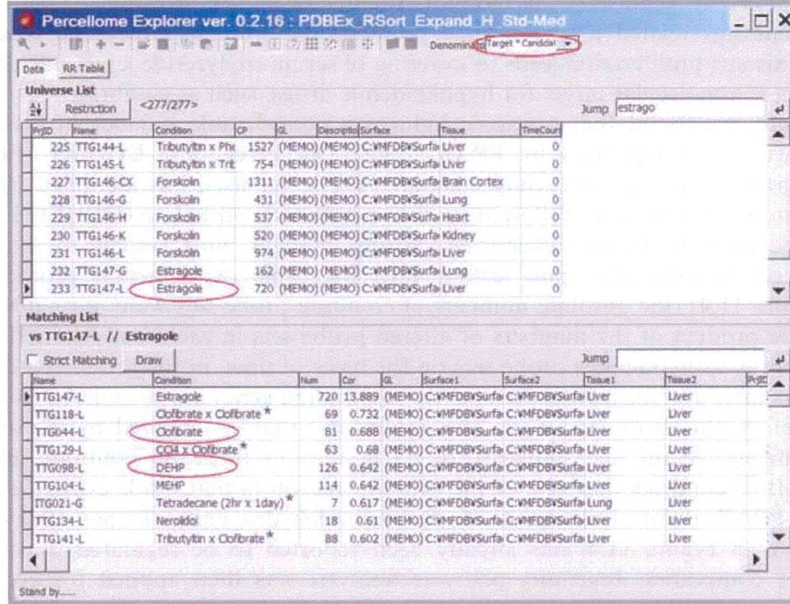 Percellome Explorer ver. 0.2.16 : PDBEx_RSort_Expand_H_Std-Med
Denominato Target * Candidat
Data RR Table
Universe List
Restriction <277/277> Jump estrago
PrjSD Name Condition CP GL Descriptio Surface Tissue TimeCours
225 TTG144-L Tributyltin x Phe 1527 (MEMO) (MEMO) C:¥MFDB¥Surfa Liver 0
226 TTG145-L Tributyltin x Trib 754 (MEMO) (MEMO) C:¥MFDB¥Surfa Liver 0
227 TTG146-CX Forskolin 1311 (MEMO) (MEMO) C:¥MFDB¥Surfa Brain Cortex 0
228 TTG146-G Forskolin 431 (MEMO) (MEMO) C:¥MFDB¥Surfa Lung 0
229 TTG146-H Forskolin 537 (MEMO) (MEMO) C:¥MFDB¥Surfa Heart 0
230 TTG146-K Forskolin 520 (MEMO) (MEMO) C:¥MFDB¥Surfa Kidney 0
231 TTG146-L Forskolin 974 (MEMO) (MEMO) C:¥MFDB¥Surfa Liver 0
232 TTG147-G Estragole 162 (MEMO) (MEMO) C:¥MFDB¥Surfa Lung 0
233 TTG147-L Estragole 720 (MEMO) (MEMO) C:¥MFDB¥Surfa Liver 0
Matching List
vs TTG147-L // Estragole
Strict Matching Draw Jump
Name Condition Num Cor GL Surface1 Surface2 Tissue1 Tissue2
TTG147-L Estragole 720 13.889 (MEMO) C:¥MFDB¥Surfa C:¥MFDB¥Surfa Liver Liver
TTG118-L Clofibrate x Clofibrate * 69 0.732 (MEMO) C:¥MFDB¥Surfa C:¥MFDB¥Surfa Liver Liver
TTG044-L Clofibrate 81 0.688 (MEMO) C:¥MFDB¥Surfa C:¥MFDB¥Surfa Liver Liver
TTG129-L CCl4 x Clofibrate * 63 0.68 (MEMO) C:¥MFDB¥Surfa C:¥MFDB¥Surfa Liver Liver
TTG098-L DEHP 126 0.642 (MEMO) C:¥MFDB¥Surfa C:¥MFDB¥Surfa Liver Liver
TTG104-L MEHP 114 0.642 (MEMO) C:¥MFDB¥Surfa C:¥MFDB¥Surfa Liver Liver
ITG021-G Tetradecane (2hr x 1day) * 7 0.617 (MEMO) C:¥MFDB¥Surfa C:¥MFDB¥Surfa Lung Liver
TTG134-L Nerolidol 18 0.61 (MEMO) C:¥MFDB¥Surfa C:¥MFDB¥Surfa Liver Liver
TTG141-L Tributyltin x Clofibrate * 88 0.602 (MEMO) C:¥MFDB¥Surfa C:¥MFDB¥Surfa Liver Liver
Stand by......